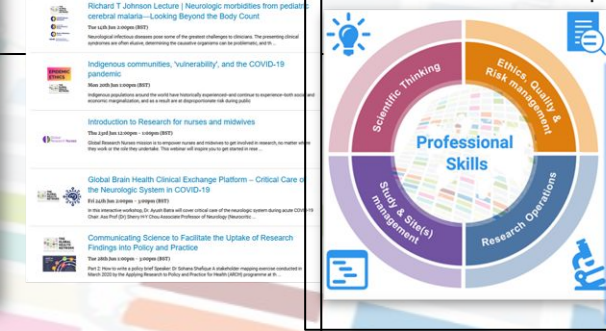 Richard T Johnson Lecture | Neurologic morbidities from pediatric
cerebral malaria—Looking Beyond the Body Count
Tue 14th Jun 2:00pm (BST)
Neurological infectious diseases pose some of the greatest challenges to clinicians. The presenting clinical
syndromes are often elusive, determining the causative organisms can be problematic, and th ...
EPIDEMIC
ETHICS
Indigenous communities, 'vulnerability', and the COVID-19
pandemic
Mon 20th Jun 1:00pm (BST)
Indigenous populations around the world have historically experienced-and continue to experience-both social and
economic marginalization, and as a result are at disproportionate risk during public
Introduction to Research for nurses and midwives
Thu 23rd Jun 12:00pm - 1:00pm (BST)
Global Research Nurses mission is to empower nurses and midwives to get involved in research, no matter where
they work or the role they undertake. This webinar will inspire you to get started in rese ...
Global Brain Health Clinical Exchange Platform – Critical Care of
the Neurologic System in COVID-19
Fri 24th Jun 2:00pm - 3:00pm (BST)
In this interactive workshop, Dr. Ayush Batra will cover critical care of the neurologic system during acute COVID-19
Chair: Ass Prof (Dr) Sherry H-Y Chou Associate Professor of Neurology (Neurocritic ...
Communicating Science to Facilitate the Uptake of Research
Findings into Policy and Practice
Tue 28th Jun 1:00pm - 2:00pm (BST)
Part 2: How to write a policy brief Speaker: Dr Sohana Shafique A stakeholder mapping exercise conducted in
March 2020 by the Applying Research to Policy and Practice for Health (ARCH) programme at th ...
Scientific Thinking
Ethics, Quality &
Risk management
Professional
Skills
Study & Site(s)
management
Research Operations